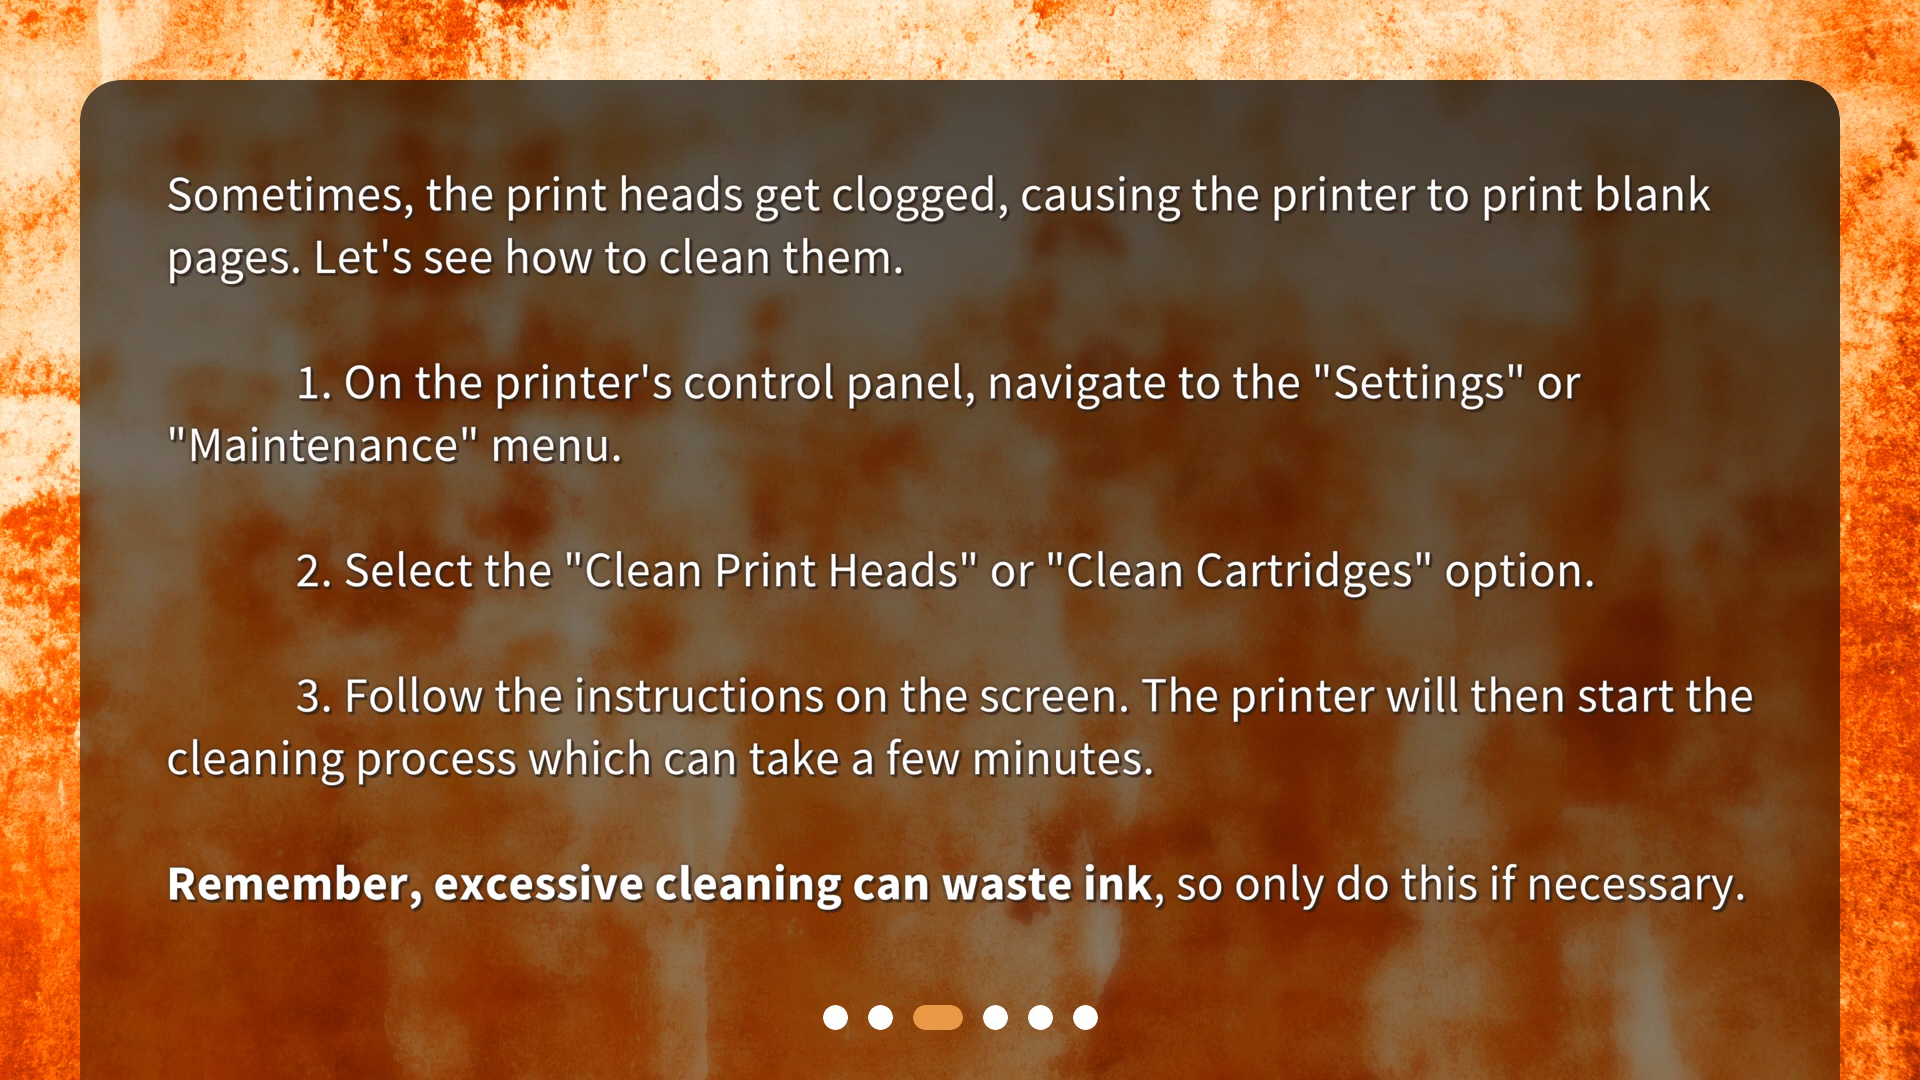 Sometimes, the print heads get clogged, causing the printer to print blank
pages. Let's see how to clean them.
1. On the printer's control panel, navigate to the "Settings" or
"Maintenance" menu.
2. Select the "Clean Print Heads" or "Clean Cartridges" option.
3. Follow the instructions on the screen. The printer will then start the
cleaning process which can take a few minutes.
Remember, excessive cleaning can waste ink, so only do this if necessary.